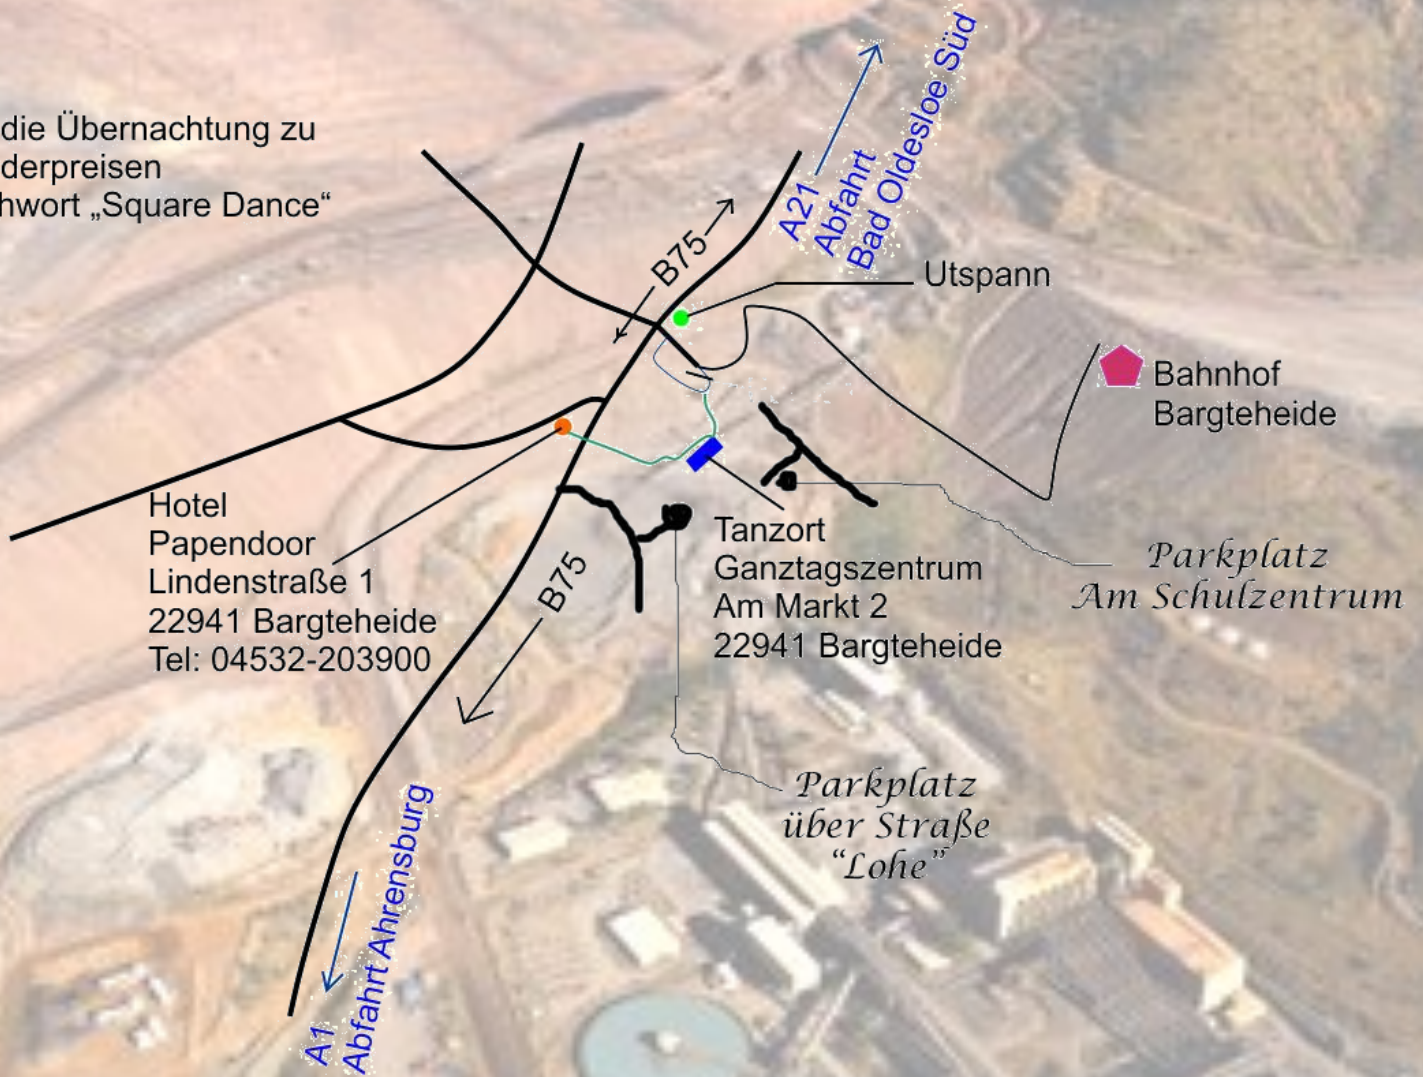 die Übernachtung zu
derpreisen
hwort „Square Dance“
A21
Abfahrt
Bad Oldesloe Süd
B75
Utspann
Bahnhof
Bargteheide
Hotel
Papendoor
Lindenstraße 1
22941 Bargteheide
Tel: 04532-203900
B75
Tanzort
Ganztagszentrum
Am Markt 2
22941 Bargteheide
Parkplatz
Am Schulzentrum
Parkplatz
über Straße
“Lohe”
A1
Abfahrt Ahrensburg